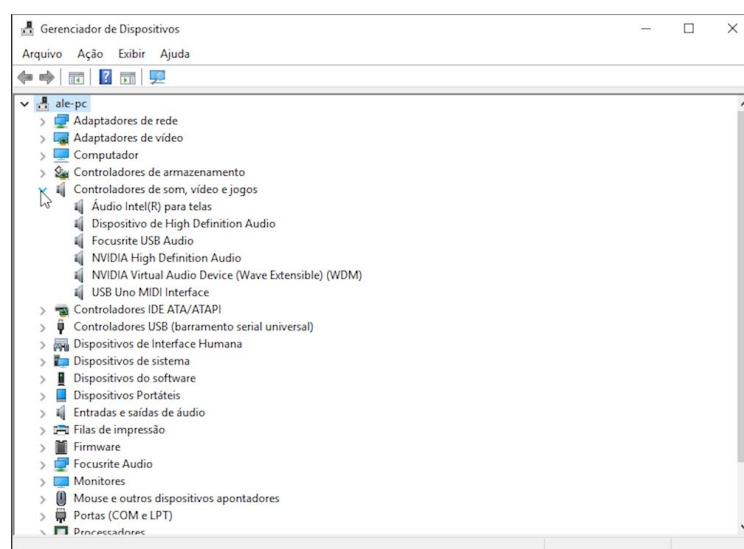 Gerenciador de Dispositivos
Arquivo Ação Exibir Ajuda
ale-pc
Adaptadores de rede
Adaptadores de vídeo
Computador
Controladores de armazenamento
Controladores de som, vídeo e jogos
Áudio Intel(R) para telas
Dispositivo de High Definition Audio
Focusrite USB Audio
NVIDIA High Definition Audio
NVIDIA Virtual Audio Device (Wave Extensible) (WDM)
USB Uno MIDI Interface
Controladores IDE ATA/ATAPI
Controladores USB (barramento serial universal)
Dispositivos de Interface Humana
Dispositivos de sistema
Dispositivos do software
Dispositivos Portáteis
Entradas e saídas de áudio
Filas de impressão
Firmware
Focusrite Audio
Monitores
Mouse e outros dispositivos apontadores
Portas (COM e LPT)
Processadores